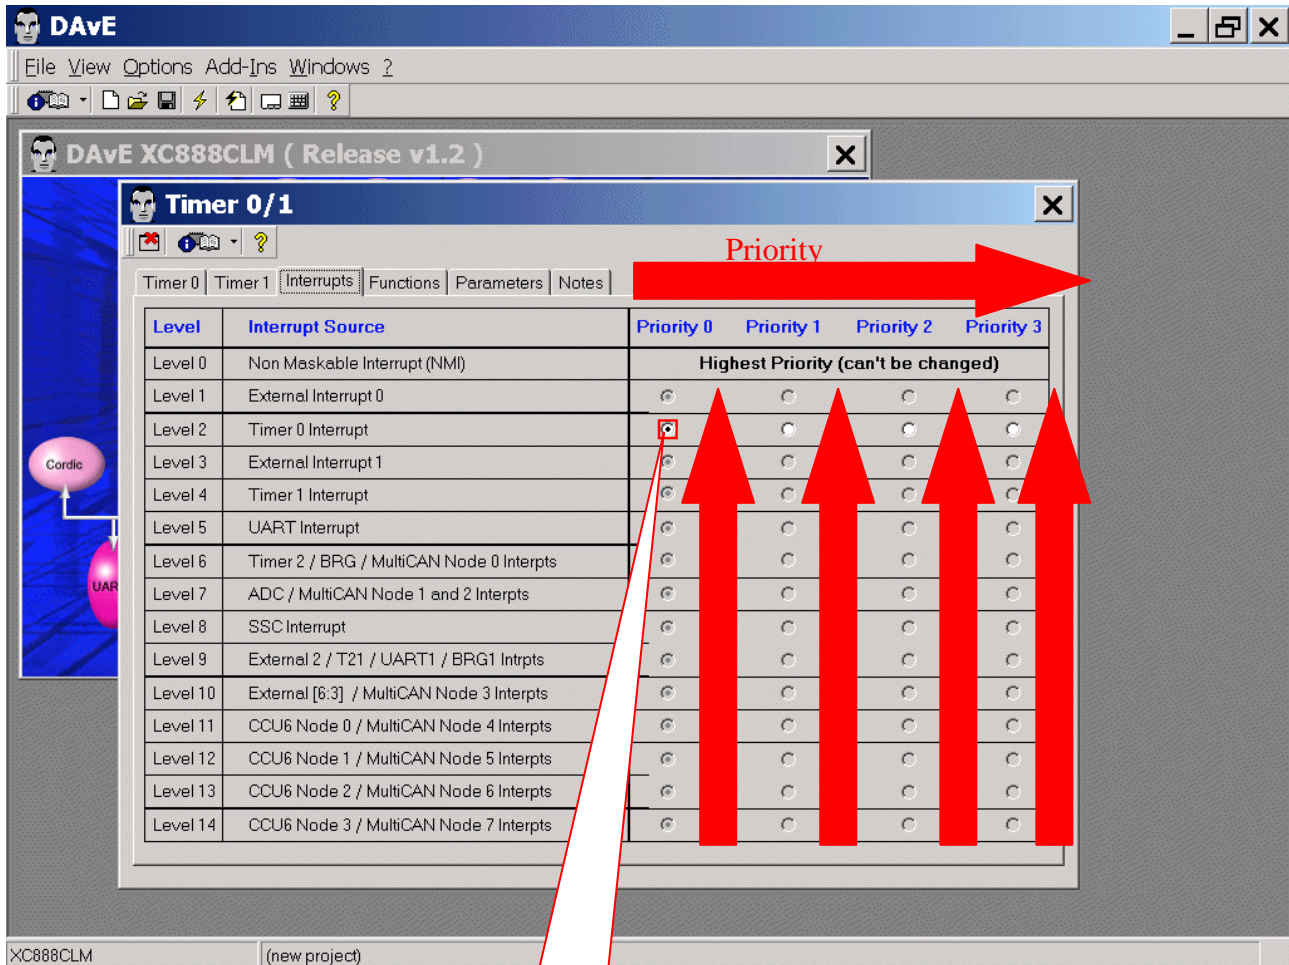 DAvE
File View Options Add-Ins Windows ?
DAvE XC888CLM ( Release v1.2 )
Timer 0/1
Priority
Timer 0 Timer 1 Interrupts Functions Parameters Notes
Level Interrupt Source Priority 0 Priority 1 Priority 2 Priority 3
Level 0 Non Maskable Interrupt (NMI) Highest Priority (can't be changed)
Level 1 External Interrupt 0
Level 2 Timer 0 Interrupt
Level 3 External Interrupt 1
Level 4 Timer 1 Interrupt
Level 5 UART Interrupt
Level 6 Timer 2 / BRG / MultiCAN Node 0 Interpts
Level 7 ADC / MultiCAN Node 1 and 2 Interpts
Level 8 SSC Interrupt
Level 9 External 2 / T21 / UART1 / BRG1 Intrpts
Level 10 External [6:3] / MultiCAN Node 3 Interpts
Level 11 CCU6 Node 0 / MultiCAN Node 4 Interpts
Level 12 CCU6 Node 1 / MultiCAN Node 5 Interpts
Level 13 CCU6 Node 2 / MultiCAN Node 6 Interpts
Level 14 CCU6 Node 3 / MultiCAN Node 7 Interpts
Cordic
UAR
XC888CLM (new project)